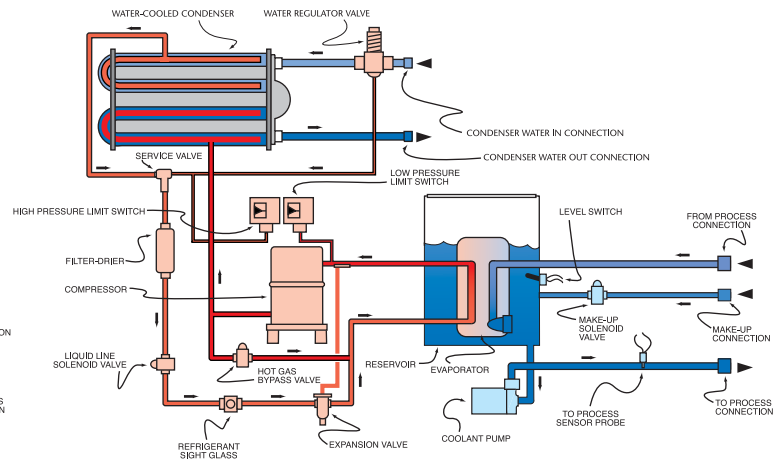 WATER-COOLED CONDENSER
WATER REGULATOR VALVE
CONDENSER WATER IN CONNECTION
CONDENSER WATER OUT CONNECTION
SERVICE VALVE
LOW PRESSURE
LIMIT SWITCH
HIGH PRESSURE LIMIT SWITCH
LEVEL SWITCH
FROM PROCESS
CONNECTION
FILTER-DRIER
COMPRESSOR
MAKE-UP
SOLENOID
VALVE
MAKE-UP
CONNECTION
ON
LIQUID LINE
SOLENOID VALVE
HOT GAS
BYPASS VALVE
RESERVOIR
EVAPORATOR
S
N
REFRIGERANT
SIGHT GLASS
EXPANSION VALVE
COOLANT PUMP
TO PROCESS
SENSOR PROBE
TO PROCESS
CONNECTION